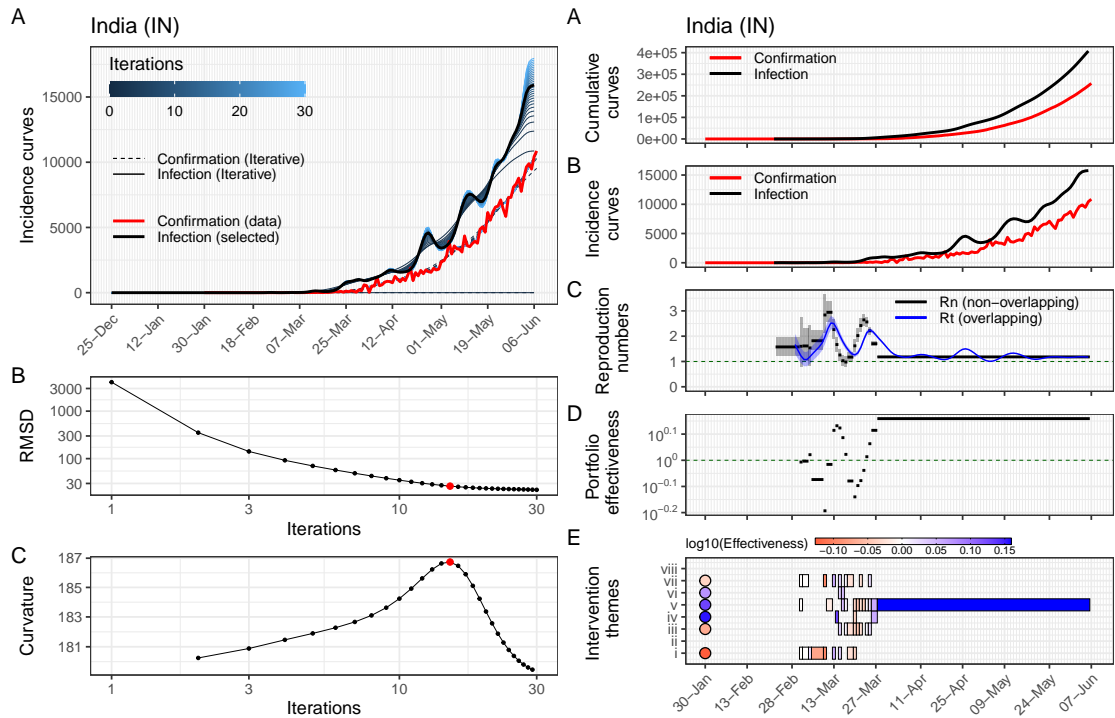 A
India (IN)
Iterations
0 10 20 30
Confirmation (Iterative)
Infection (Iterative)
Confirmation (data)
Infection (selected)
Incidence curves
15000
10000
5000
0
25−Dec
12−Jan
30−Jan
18−Feb
07−Mar
25−Mar
12−Apr
01−May
19−May
06−Jun
B
RMSD
3000
1000
300
100
30
1 3 10 30
Iterations
C
Curvature
187
185
183
181
1 3 10 30
Iterations
A
India (IN)
Cumulative
curves
4e+05
3e+05
2e+05
1e+05
0e+00
Confirmation
Infection
B
Incidence
curves
15000
10000
5000
0
Confirmation
Infection
C
Reproduction
numbers
3
2
1
0
Rn (non−overlapping)
Rt (overlapping)
D
Portfolio
effectiveness
10^0.1
10^0
10^−0.1
10^−0.2
E
log10(Effectiveness)
−0.10 −0.05 0.00 0.05 0.10 0.15
Intervention
themes
viii
vii
vi
v
iv
iii
ii
i
30−Jan
13−Feb
28−Feb
13−Mar
27−Mar
11−Apr
25−Apr
09−May
24−May
07−Jun